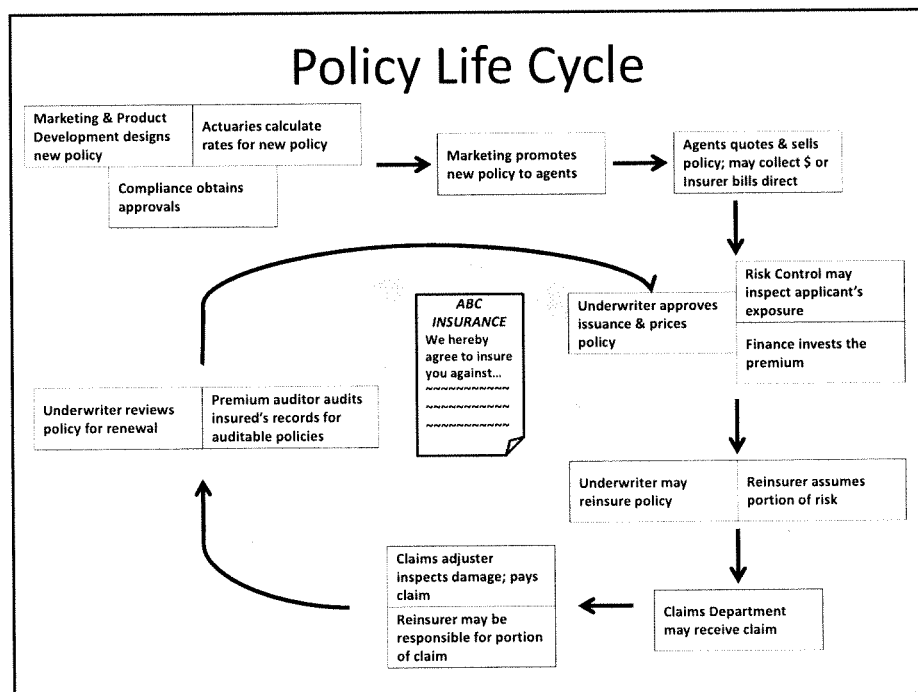 Policy Life Cycle
Marketing & Product
Development designs
new policy
Actuaries calculate
rates for new policy
Compliance obtains
approvals
Marketing promotes
new policy to agents
Agents quotes & sells
policy; may collect $ or
Insurer bills direct
Risk Control may
inspect applicant's
exposure
Underwriter approves
issuance & prices
policy
Finance invests the
premium
ABC
INSURANCE
We hereby
agree to insure
you against...
~~~~~~~~~~~
~~~~~~~~~~~
~~~~~~~~~~~
Underwriter reviews
policy for renewal
Premium auditor audits
insured's records for
auditable policies
Underwriter may
reinsure policy
Reinsurer assumes
portion of risk
Claims Department
may receive claim
Claims adjuster
inspects damage; pays
claim
Reinsurer may be
responsible for portion
of claim